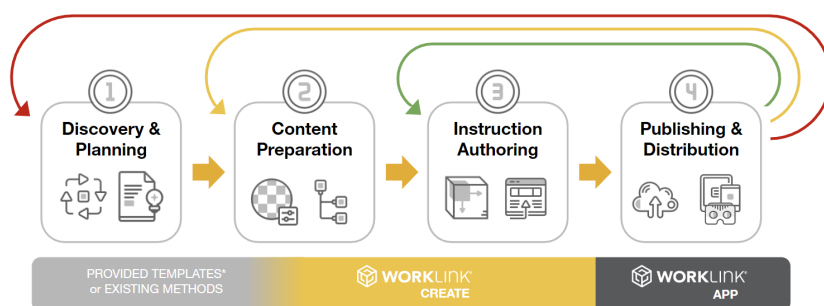 1
2
3
4
Discovery &
Planning
Content
Preparation
Instruction
Authoring
Publishing &
Distribution
PROVIDED TEMPLATES*
or EXISTING METHODS
WORKLINK®
CREATE
WORKLINK®
APP